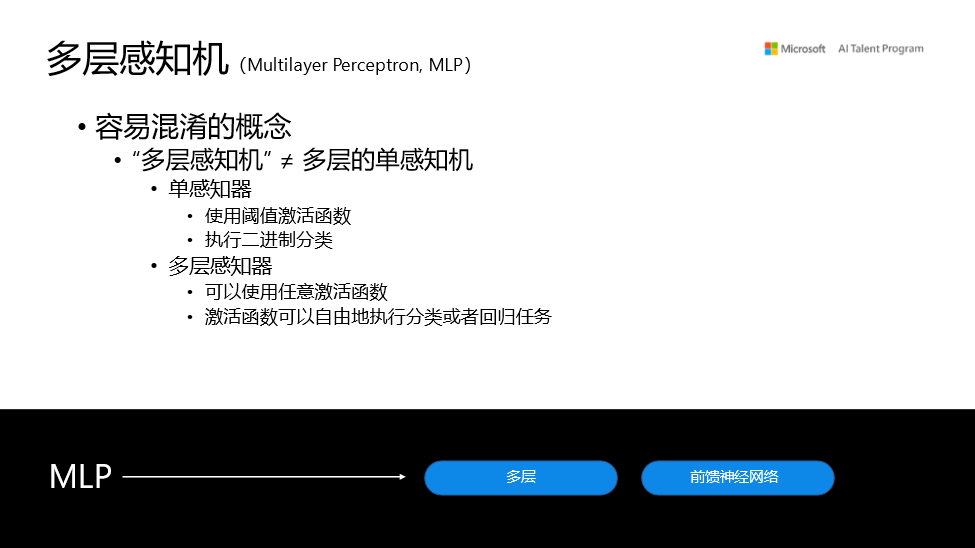 多层感知机（Multilayer Perceptron, MLP）
Microsoft AI Talent Program
• 容易混淆的概念
• “多层感知机” ≠ 多层的单感知机
• 单感知器
• 使用阈值激活函数
• 执行二进制分类
• 多层感知器
• 可以使用任意激活函数
• 激活函数可以自由地执行分类或者回归任务
MLP
多层
前馈神经网络